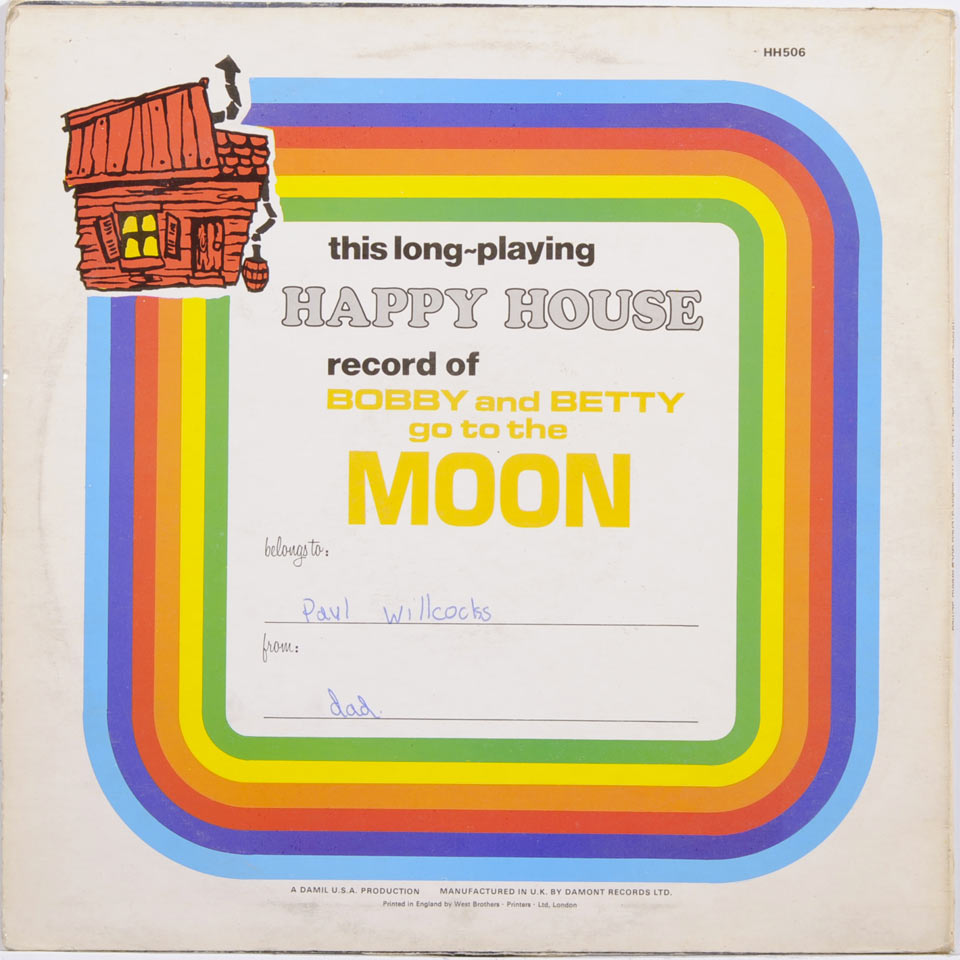 HH506
this long~playing
HAPPY HOUSE
record of
BOBBY and BETTY
go to the
MOON
belongs to:
Paul Willcocks
from:
dad.
A DAMIL U.S.A. PRODUCTION MANUFACTURED IN U.K. BY DAMONT RECORDS LTD.
Printed in England by West Brothers · Printers · Ltd, London